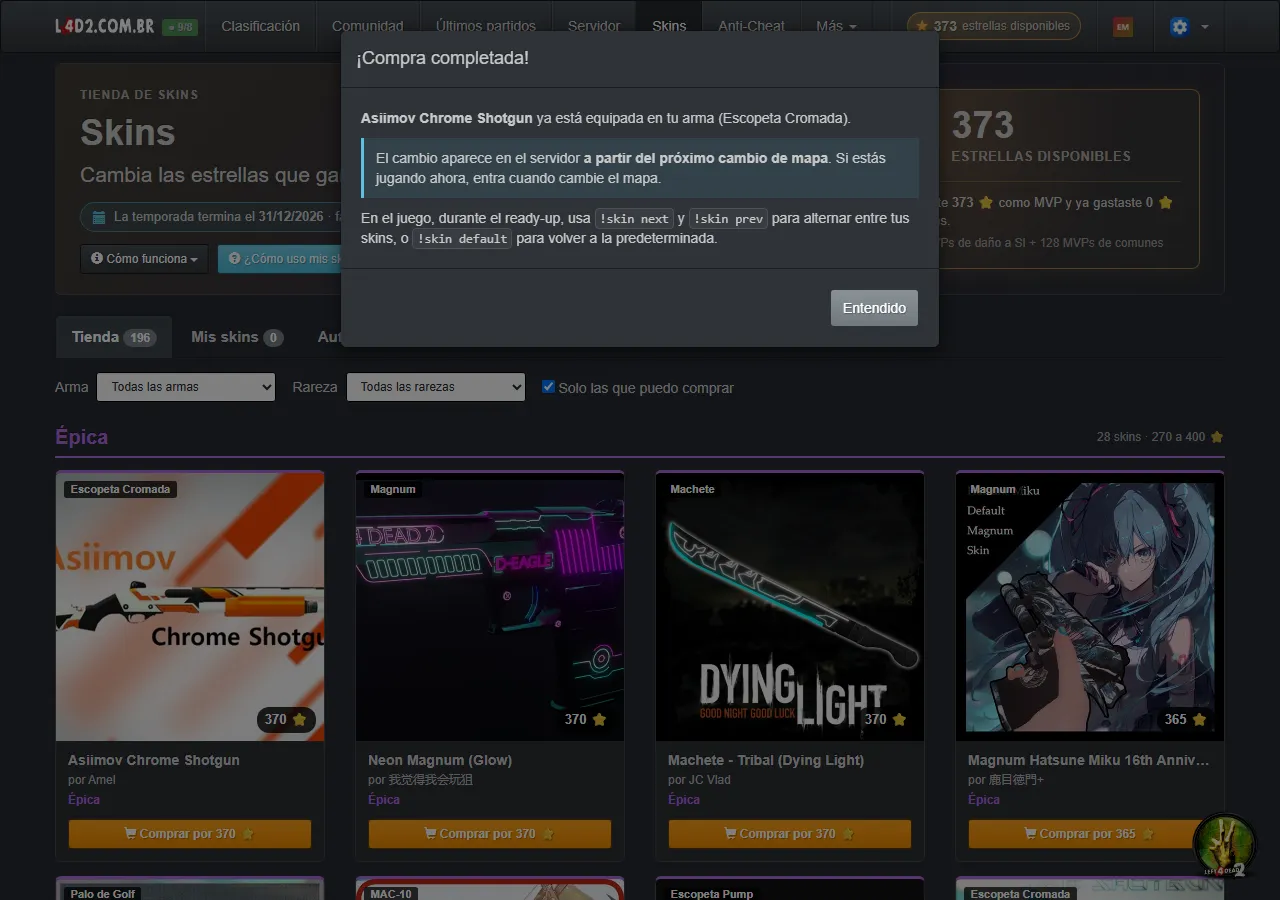 L4D2.COM.BR
9/8
Clasificación
Comunidad
Últimos partidos
Servidor
Skins
Anti-Cheat
Más
373 estrellas disponibles
EM
¡Compra completada!
Asiimov Chrome Shotgun ya está equipada en tu arma (Escopeta Cromada).
El cambio aparece en el servidor a partir del próximo cambio de mapa. Si estás
jugando ahora, entra cuando cambie el mapa.
En el juego, durante el ready-up, usa !skin next y !skin prev para alternar entre tus
skins, o !skin default para volver a la predeterminada.
Entendido
TIENDA DE SKINS
Skins
Cambia las estrellas que
La temporada termina el 31/12/2026 ·
Cómo funciona
¿Cómo uso mis
373
ESTRELLAS DISPONIBLES
373 como MVP y ya gastaste 0
de daño a SI + 128 MVPs de comunes
Tienda 196
Mis skins 0
Arma
Todas las armas
Rareza
Todas las rarezas
Solo las que puedo comprar
Épica
28 skins · 270 a 400
Escopeta Cromada
Asiimov
Chrome Shotgu
370
Asiimov Chrome Shotgun
por Amel
Épica
Comprar por 370
Magnum
4 DEAD 2
D-EAGLE
370
Neon Magnum (Glow)
por 我觉得我会玩狙
Épica
Comprar por 370
Machete
DYING LIGHT
GOOD NIGHT GOOD LUCK
370
Machete - Tribal (Dying Light)
por JC Vlad
Épica
Comprar por 370
Magnum
Default
Magnum
Skin
365
Magnum Hatsune Miku 16th Anniv...
por 鹿目徳門+
Épica
Comprar por 365
LEFT 4 DEAD 2
Palo de Golf
MAC-10
Escopeta Pump
Escopeta Cromada